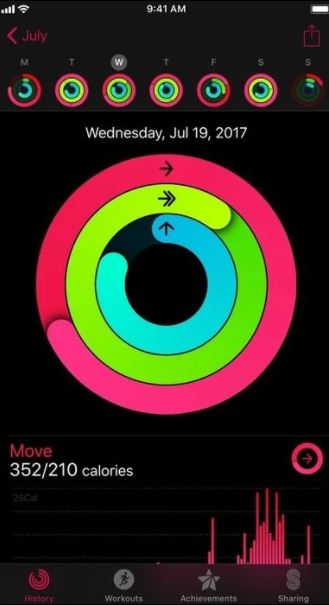 9:41 AM
July
M T W T F S S
Wednesday, Jul 19, 2017
Move
352/210 calories
25Cal
History Workouts Achievements Sharing